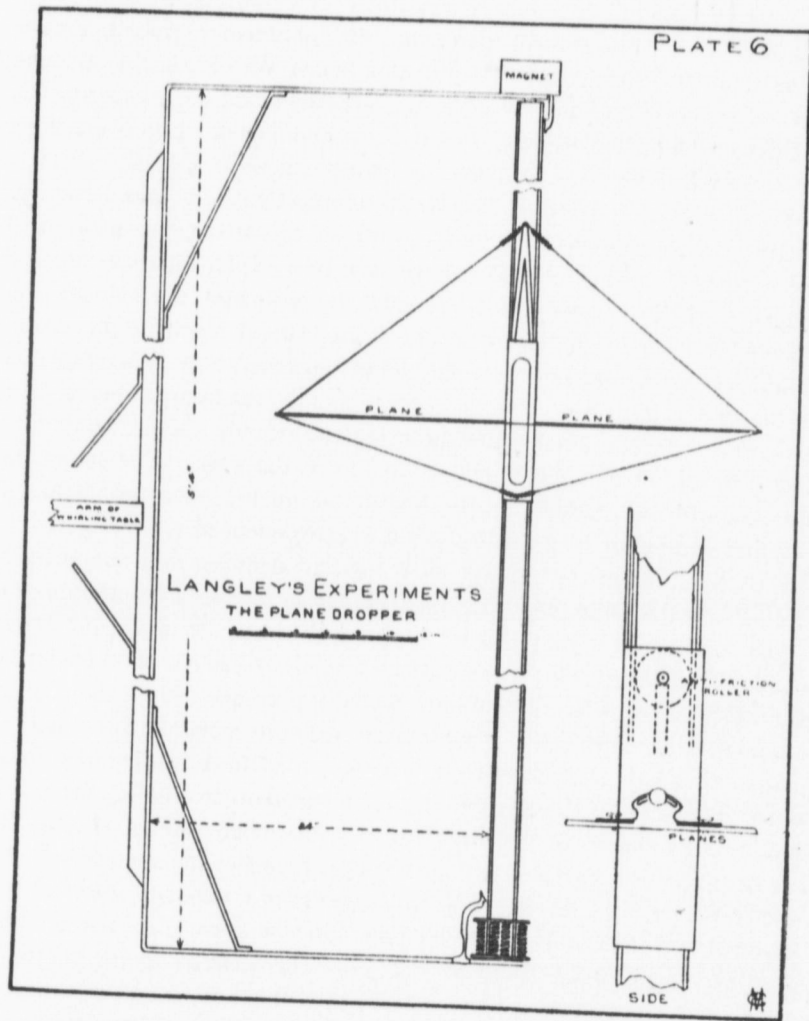 PLATE 6
MAGNET
PLANE
PLANE
ARM OF
WHIRLING TABLE
LANGLEY'S EXPERIMENTS
THE PLANE DROPPER
ANTI-FRICTION
ROLLER
PLANES
SIDE